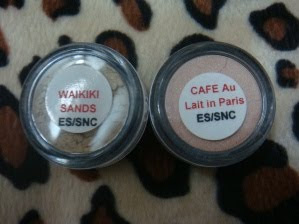 WAIKIKI
SANDS
ES/SNC
CAFE Au
Lait in Paris
ES/SNC